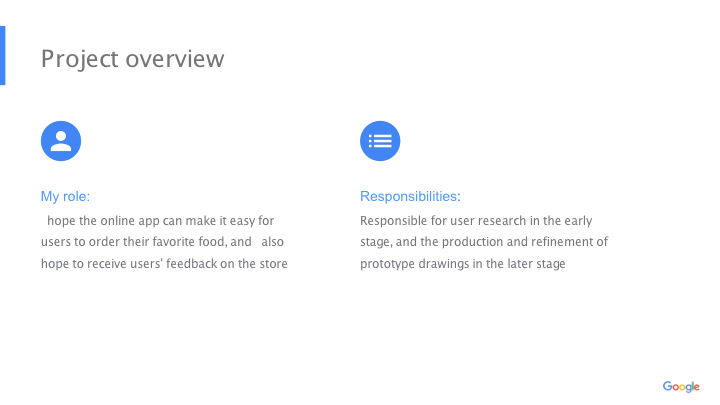 Project overview
My role:
hope the online app can make it easy for
users to order their favorite food, and also
hope to receive users' feedback on the store
Responsibilities:
Responsible for user research in the early
stage, and the production and refinement of
prototype drawings in the later stage
Google